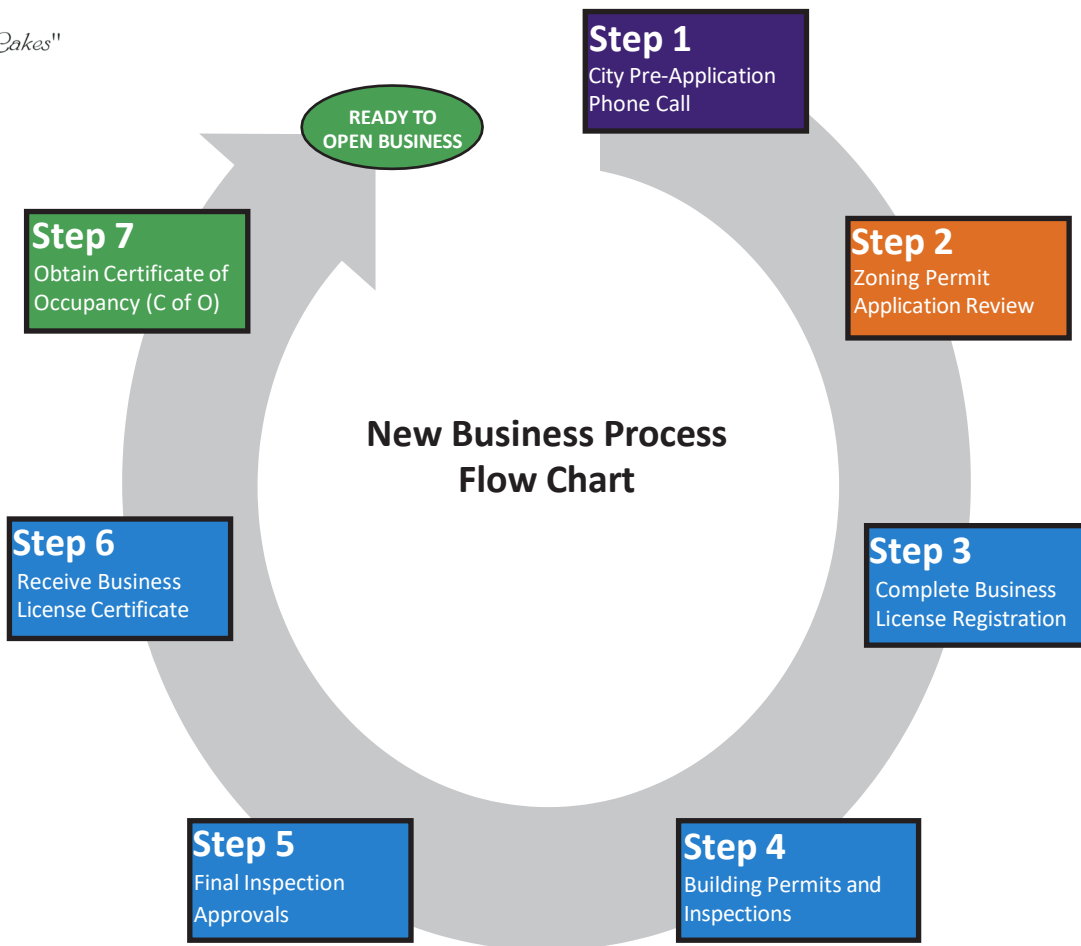 Cakes"
Step 1
City Pre-Application
Phone Call
READY TO
OPEN BUSINESS
Step 2
Zoning Permit
Application Review
Step 3
Complete Business
License Registration
Step 4
Building Permits and
Inspections
Step 5
Final Inspection
Approvals
Step 6
Receive Business
License Certificate
Step 7
Obtain Certificate of
Occupancy (C of O)
New Business Process
Flow Chart